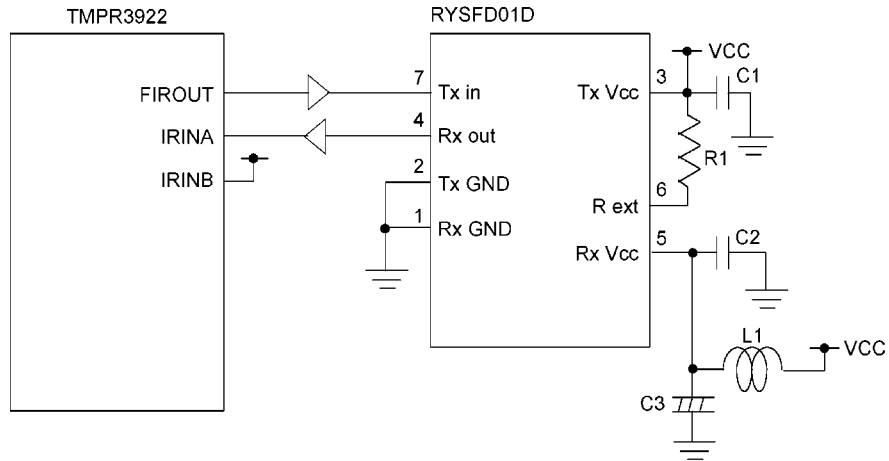 TMPR3922
RYSFD01D
FIROUT
IRINA
IRINB
7 Tx in
4 Rx out
2 Tx GND
1 Rx GND
Tx Vcc 3
R ext 6
Rx Vcc 5
VCC
C1
R1
C2
L1
VCC
C3